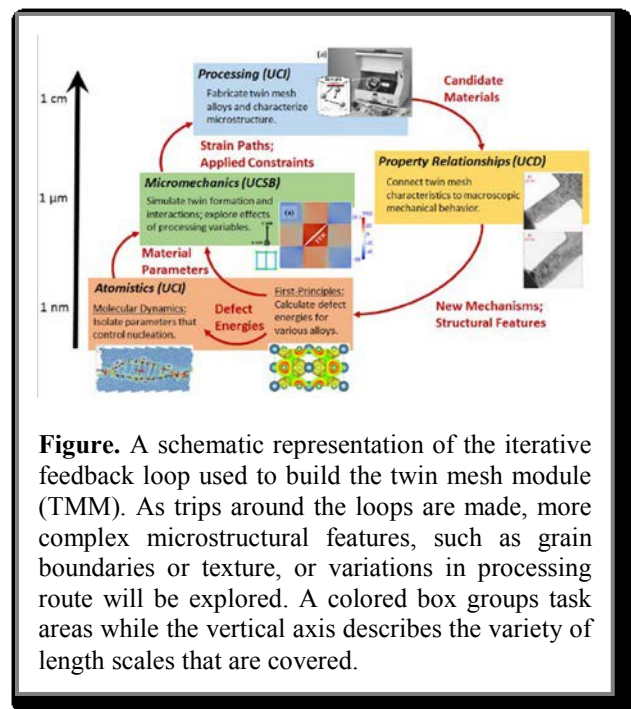 (a)
Processing (UCI)
Fabricate twin mesh
alloys and characterize
microstructure.
1 cm
Candidate
Materials
Strain Paths;
Applied Constraints
Property Relationships (UCD)
Connect twin mesh
characteristics to macroscopic
mechanical behavior.
Micromechanics (UCSB)
Simulate twin formation and
interactions; explore effects
of processing variables.
1 μm
Material
Parameters
Atomistics (UCI)
Molecular Dynamics:
Isolate parameters that
control nucleation.
Defect
Energies
First-Principles:
Calculate defect
energies for
various alloys.
1 nm
New Mechanisms;
Structural Features
Figure. A schematic representation of the iterative
feedback loop used to build the twin mesh module
(TMM). As trips around the loops are made, more
complex microstructural features, such as grain
boundaries or texture, or variations in processing
route will be explored. A colored box groups task
areas while the vertical axis describes the variety of
length scales that are covered.